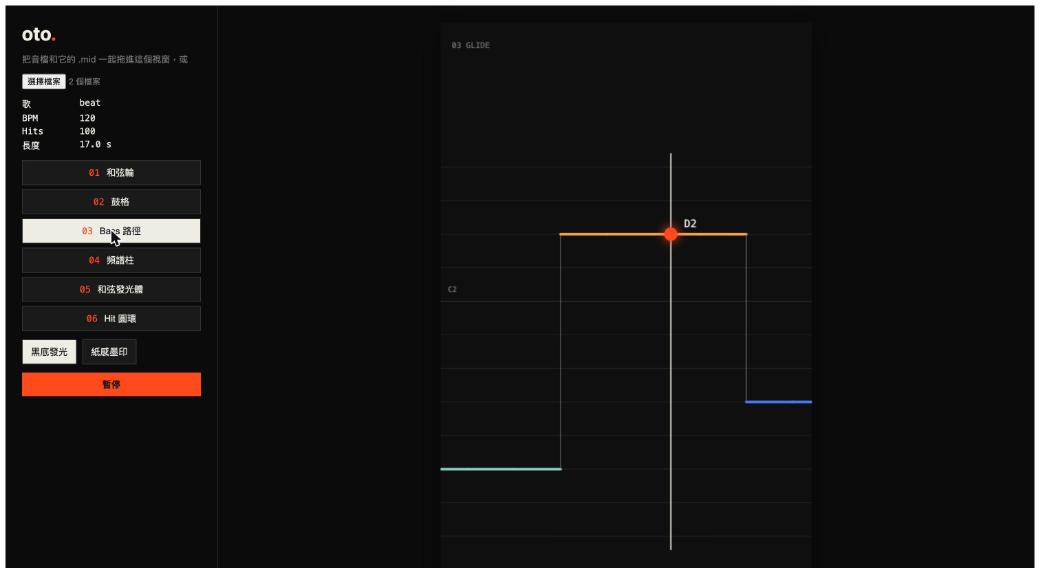 oto.
把音檔和它的 .mid 一起拖進這個視窗，或
選擇檔案 2 個檔案
歌 beat
BPM 120
Hits 100
長度 17.0 s
01 和弦輪
02 鼓格
03 Bass 路徑
04 頻譜柱
05 和弦發光體
06 Hit 圓環
黑底發光 紙感墨印
暫停
03 GLIDE
D2
C2